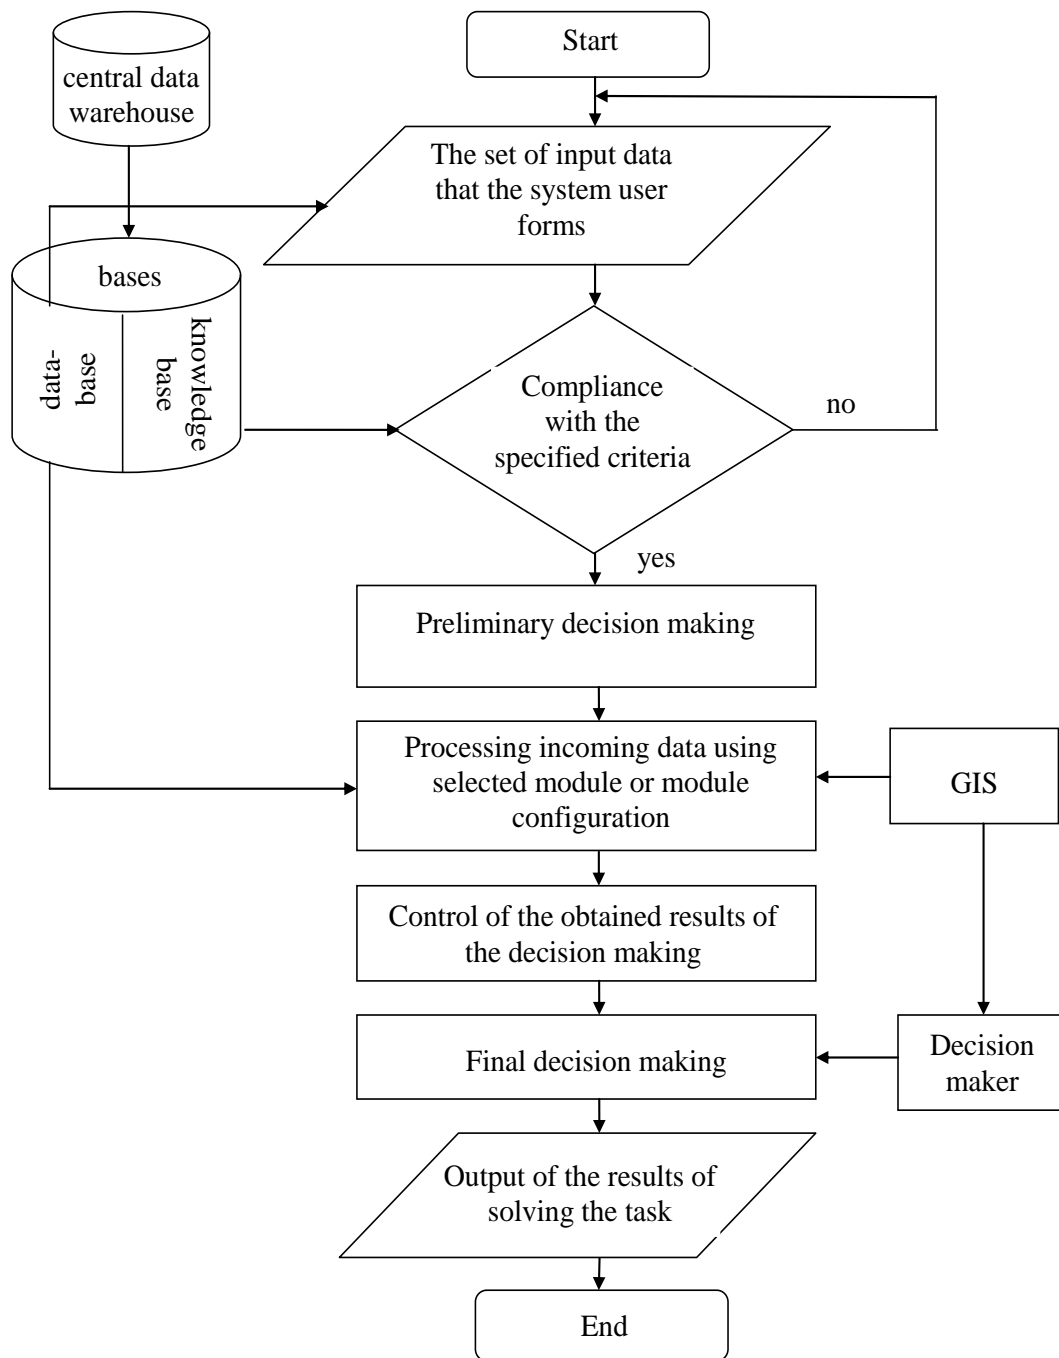 Start
central data
warehouse
The set of input data
that the system user
forms
bases
data-
base
knowledge
base
Compliance
with the
specified criteria
no
yes
Preliminary decision making
Processing incoming data using
selected module or module
configuration
GIS
Control of the obtained results of
the decision making
Final decision making
Decision
maker
Output of the results of
solving the task
End